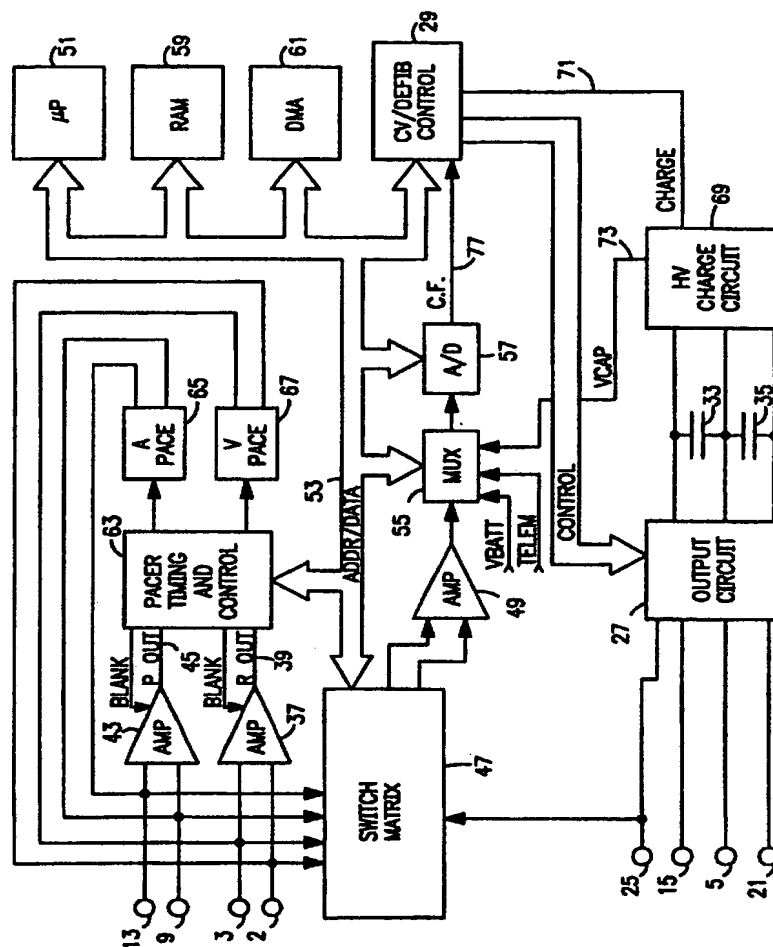 51
µP
59
RAM
61
DMA
29
CV/DEFIB
CONTROL
71
CHARGE
65
A
PACE
67
V
PACE
63
PACER
TIMING
AND
CONTROL
53
ADDR/DATA
BLANK
P OUT
45
BLANK
R OUT
39
43
AMP
37
AMP
13
9
3
2
SWITCH
MATRIX
47
AMP
49
MUX
55
A/D
57
C.F.
77
VBATT
TELEM
VCAP
73
CONTROL
69
HV
CHARGE
CIRCUIT
33
35
OUTPUT
CIRCUIT
27
25
15
5
21